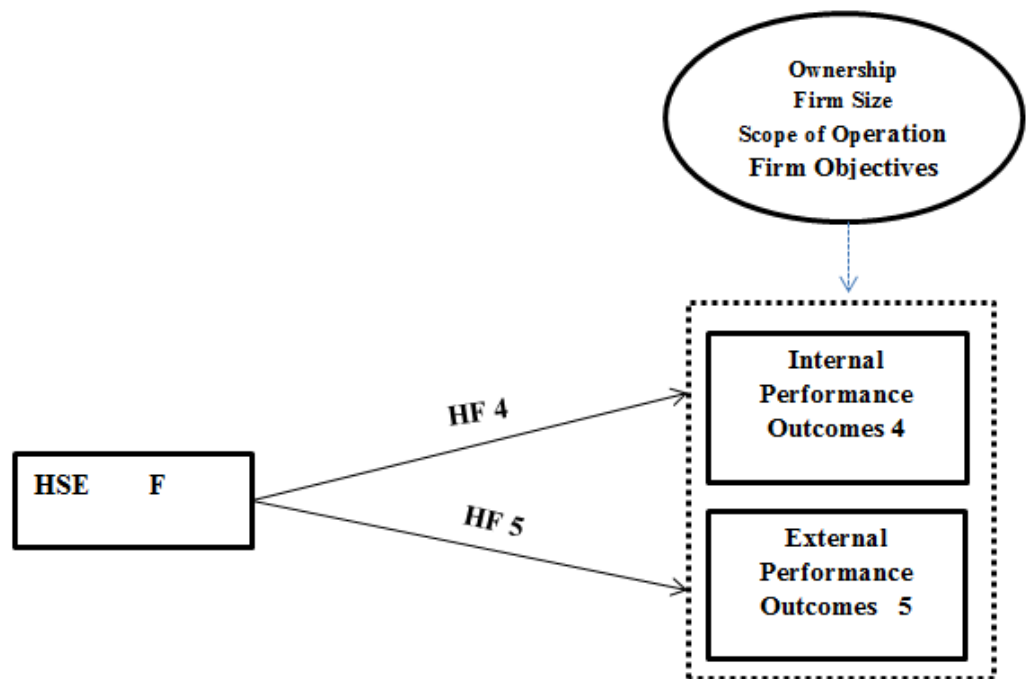 Ownership
Firm Size
Scope of Operation
Firm Objectives
Internal
Performance
Outcomes 4
HF 4
HSE F
HF 5
External
Performance
Outcomes 5